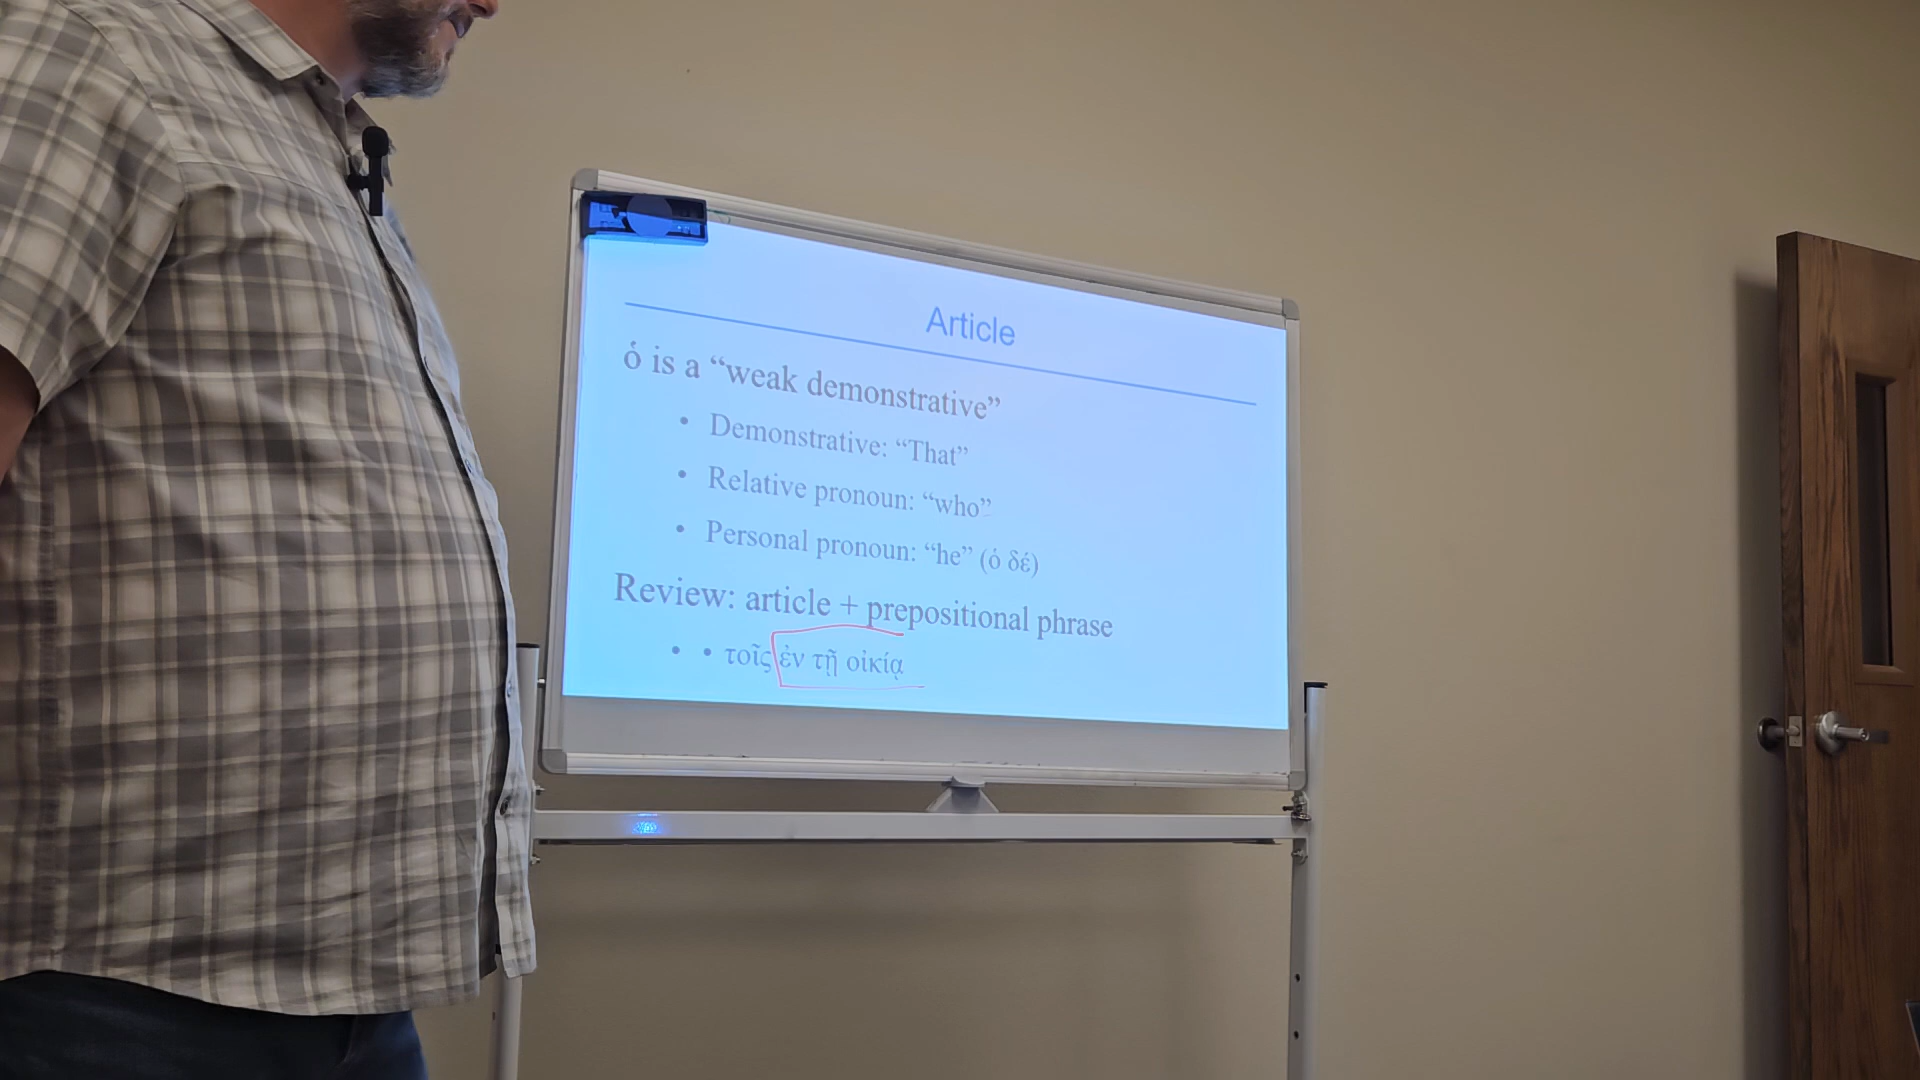 Article
ὁ is a “weak demonstrative”
• Demonstrative: “That”
• Relative pronoun: “who”
• Personal pronoun: “he” (ὁ δέ)
Review: article + prepositional phrase
• • τοῖς ἐν τῇ οἰκίᾳ